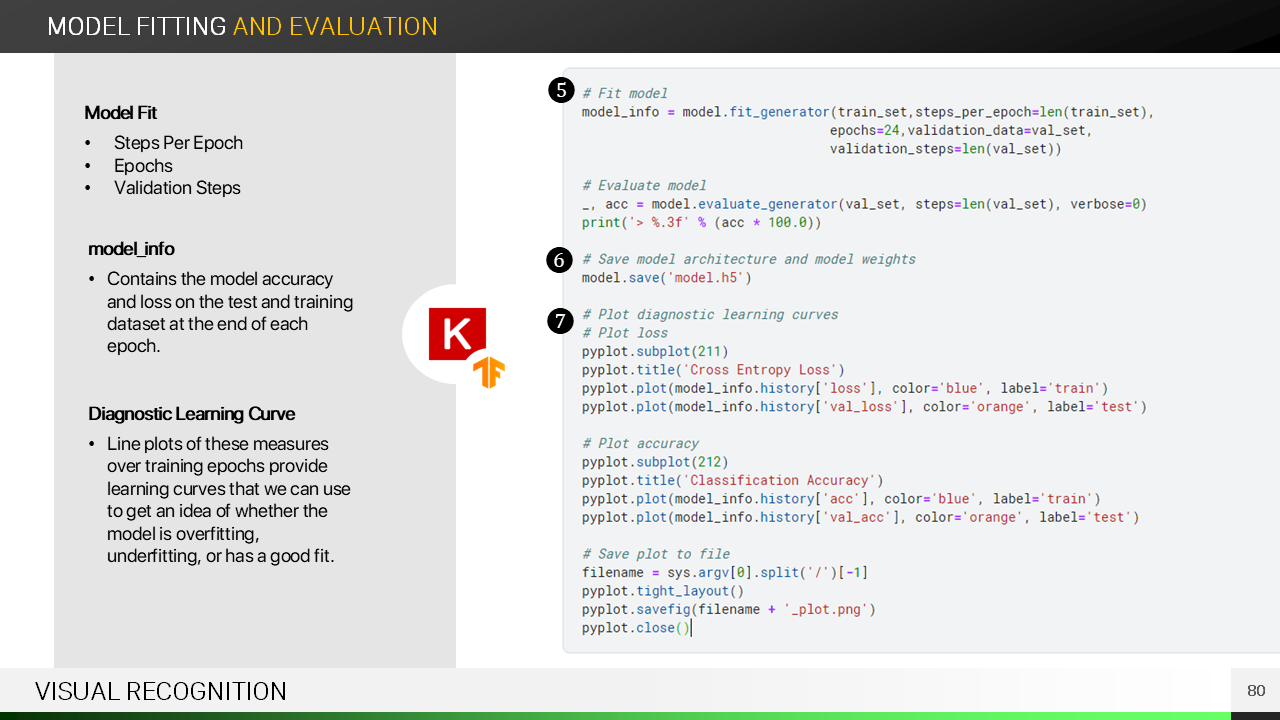 MODEL FITTING AND EVALUATION
Model Fit
• Steps Per Epoch
• Epochs
• Validation Steps
model_info
• Contains the model accuracy
and loss on the test and training
dataset at the end of each
epoch.
Diagnostic Learning Curve
• Line plots of these measures
over training epochs provide
learning curves that we can use
to get an idea of whether the
model is overfitting,
underfitting, or has a good fit.
K
TF
5
# Fit model
model_info = model.fit_generator(train_set,steps_per_epoch=len(train_set),
epochs=24,validation_data=val_set,
validation_steps=len(val_set))
# Evaluate model
_, acc = model.evaluate_generator(val_set, steps=len(val_set), verbose=0)
print('> %.3f' % (acc * 100.0))
6
# Save model architecture and model weights
model.save('model.h5')
7
# Plot diagnostic learning curves
# Plot loss
pyplot.subplot(211)
pyplot.title('Cross Entropy Loss')
pyplot.plot(model_info.history['loss'], color='blue', label='train')
pyplot.plot(model_info.history['val_loss'], color='orange', label='test')
# Plot accuracy
pyplot.subplot(212)
pyplot.title('Classification Accuracy')
pyplot.plot(model_info.history['acc'], color='blue', label='train')
pyplot.plot(model_info.history['val_acc'], color='orange', label='test')
# Save plot to file
filename = sys.argv[0].split('/')[-1]
pyplot.tight_layout()
pyplot.savefig(filename + '_plot.png')
pyplot.close()
VISUAL RECOGNITION
80